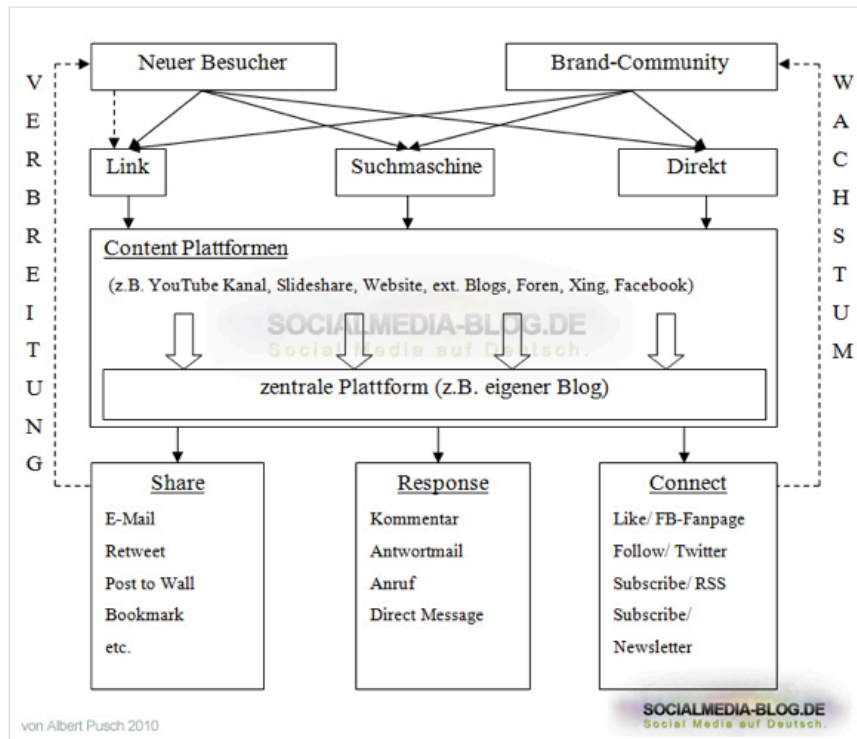 Neuer Besucher
Brand-Community
VERBREITUNG
WACHSTUM
Link
Suchmaschine
Direkt
Content Plattformen
(z.B. YouTube Kanal, Slideshare, Website, ext. Blogs, Foren, Xing, Facebook)
SOCIALMEDIA-BLOG.DE
Social Media auf Deutsch.
zentrale Plattform (z.B. eigener Blog)
Share
E-Mail
Retweet
Post to Wall
Bookmark
etc.
Response
Kommentar
Antwortmail
Anruf
Direct Message
Connect
Like/ FB-Fanpage
Follow/ Twitter
Subscribe/ RSS
Subscribe/
Newsletter
von Albert Pusch 2010
SOCIALMEDIA-BLOG.DE
Social Media auf Deutsch.